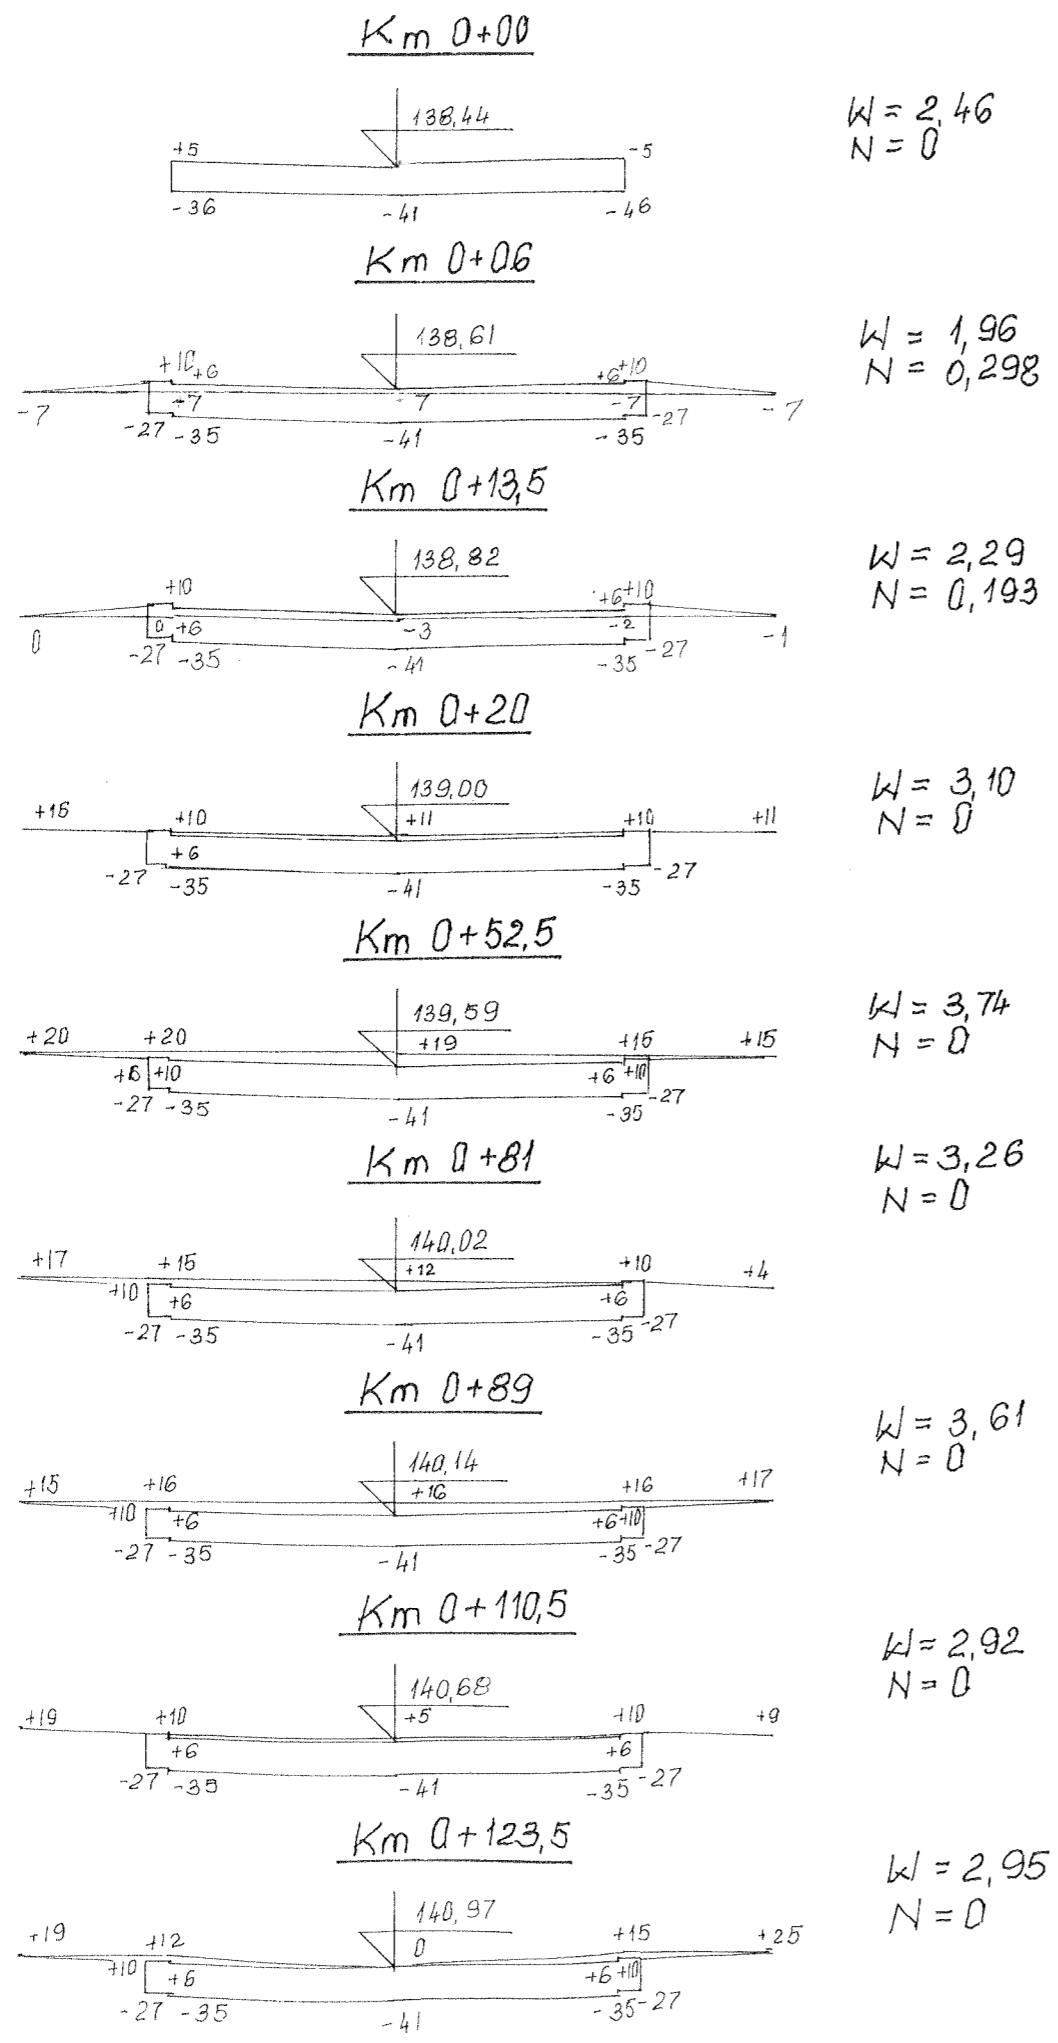 Km 0+00
138,44
W = 2,46
N = 0
+5 -5
-36 -41 -46
Km 0+06
138,61
W = 1,96
N = 0,298
+10 +6 +6 +10
-7 +7 -7 -7 -7
-27 -35 -41 -35 -27
Km 0+13,5
138,82
W = 2,29
N = 0,193
+10 +6 +10
0 0 +6 -3 -2 -1
-27 -35 -41 -35 -27
Km 0+20
139,00
W = 3,10
N = 0
+16 +10 +11 +10 +11
+6
-27 -35 -41 -35 -27
Km 0+52,5
139,59
W = 3,74
N = 0
+20 +20 +19 +16 +15
+10 +6 +10
-27 -35 -41 -35 -27
Km 0+81
W = 3,26
N = 0
140,02
+17 +15 +12 +10 +4
+10 +6 +6
-27 -35 -41 -35 -27
Km 0+89
W = 3,61
N = 0
140,14
+15 +16 +16 +16 +17
+10 +6 +6 +10
-27 -35 -41 -35 -27
Km 0+110,5
W = 2,92
N = 0
140,68
+19 +10 +5 +10 +9
+6 +6
-27 -35 -41 -35 -27
Km 0+123,5
W = 2,95
N = 0
140,97
+19 +12 0 +15 +25
+10 +6 +6 +10
-27 -35 -41 -35 -27